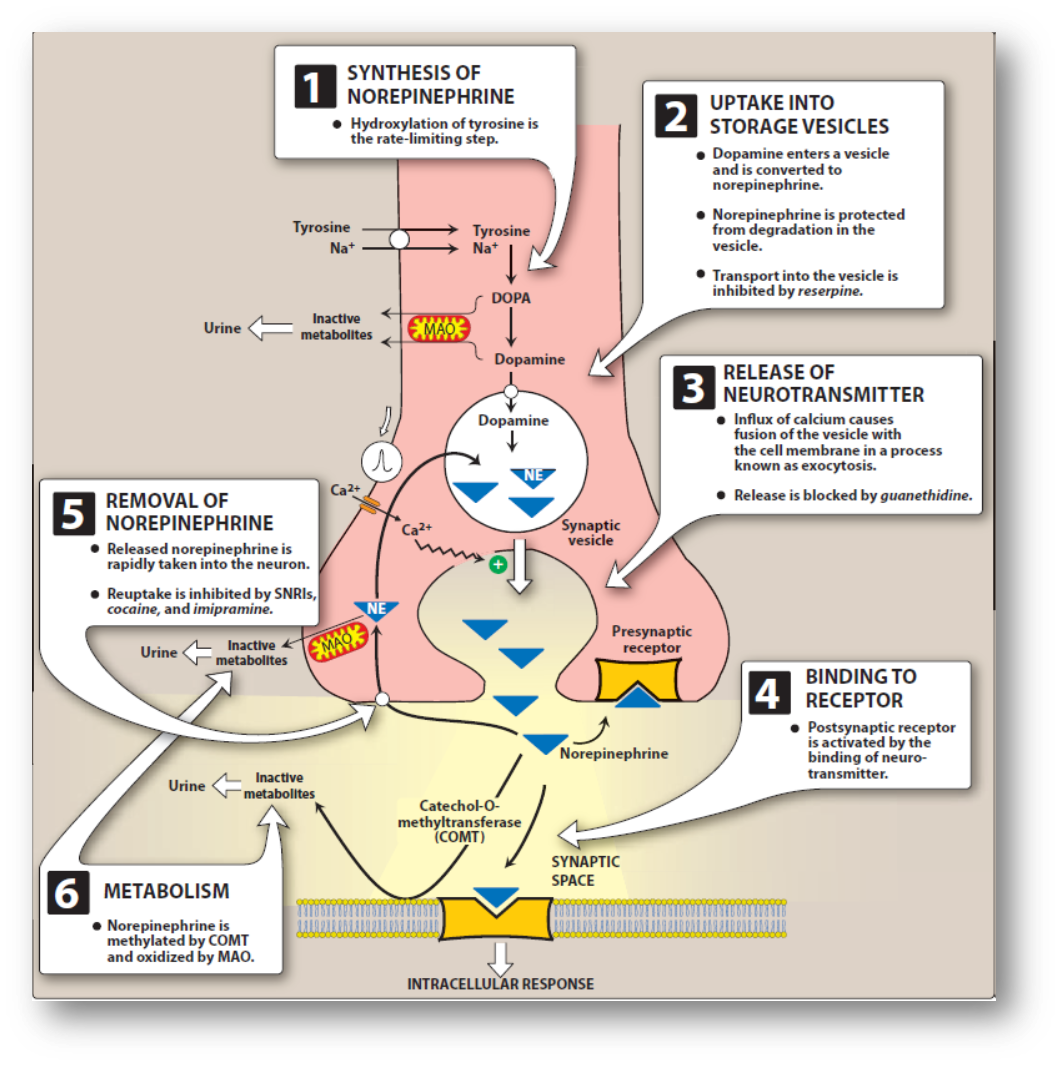 1 SYNTHESIS OF
NOREPINEPHRINE
● Hydroxylation of tyrosine is
the rate-limiting step.
2 UPTAKE INTO
STORAGE VESICLES
● Dopamine enters a vesicle
and is converted to
norepinephrine.
● Norepinephrine is protected
from degradation in the
vesicle.
● Transport into the vesicle is
inhibited by reserpine.
Tyrosine
Na+
Tyrosine
Na+
DOPA
Urine
Inactive
metabolites
MAO
Dopamine
Dopamine
NE
Synaptic
vesicle
3 RELEASE OF
NEUROTRANSMITTER
● Influx of calcium causes
fusion of the vesicle with
the cell membrane in a process
known as exocytosis.
● Release is blocked by guanethidine.
Ca2+
Ca2+
+
5 REMOVAL OF
NOREPINEPHRINE
● Released norepinephrine is
rapidly taken into the neuron.
● Reuptake is inhibited by SNRIs,
cocaine, and imipramine.
NE
MAO
Urine
Inactive
metabolites
Presynaptic
receptor
4 BINDING TO
RECEPTOR
● Postsynaptic receptor
is activated by the
binding of neuro-
transmitter.
Norepinephrine
Urine
Inactive
metabolites
Catechol-O-
methyltransferase
(COMT)
SYNAPTIC
SPACE
6 METABOLISM
● Norepinephrine is
methylated by COMT
and oxidized by MAO.
INTRACELLULAR RESPONSE